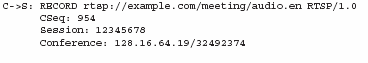 C->S: RECORD rtsp://example.com/meeting/audio.en RTSP/1.0
CSeq: 954
Session: 12345678
Conference: 128.16.64.19/32492374